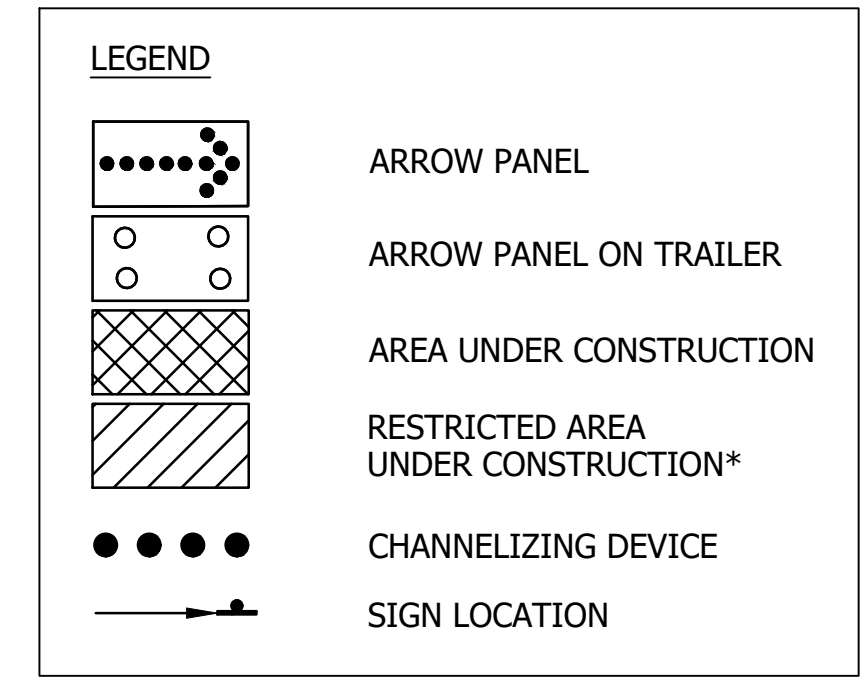 LEGEND
ARROW PANEL
ARROW PANEL ON TRAILER
AREA UNDER CONSTRUCTION
RESTRICTED AREA
UNDER CONSTRUCTION*
CHANNELIZING DEVICE
SIGN LOCATION